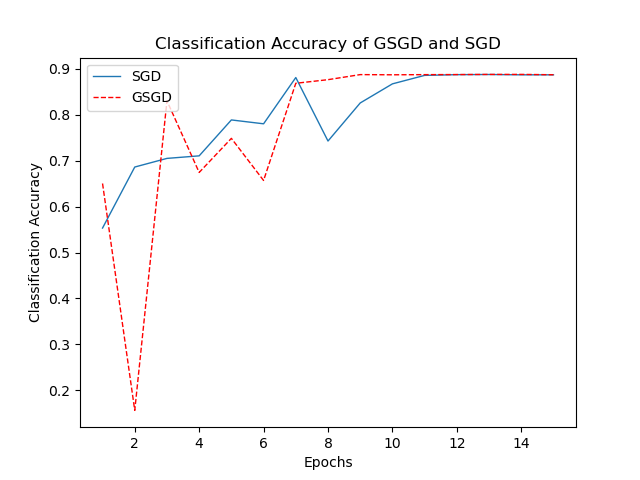 Classification Accuracy of GSGD and SGD
SGD
GSGD
0.9
0.8
0.7
0.6
0.5
0.4
0.3
0.2
Classification Accuracy
2 4 6 8 10 12 14
Epochs